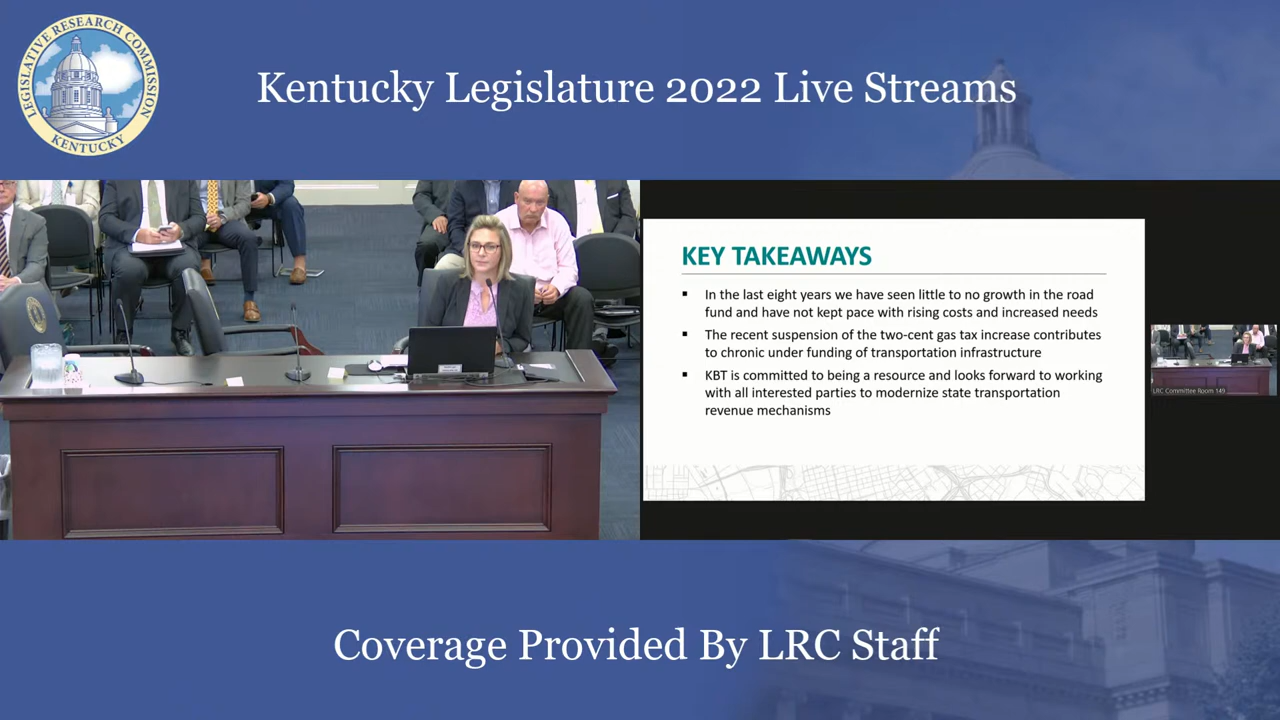 LEGISLATIVE RESEARCH COMMISSION
KENTUCKY
Kentucky Legislature 2022 Live Streams
KEY TAKEAWAYS
▪ In the last eight years we have seen little to no growth in the road
fund and have not kept pace with rising costs and increased needs
▪ The recent suspension of the two-cent gas tax increase contributes
to chronic under funding of transportation infrastructure
▪ KBT is committed to being a resource and looks forward to working
with all interested parties to modernize state transportation
revenue mechanisms
LRC Committee Room 149
Coverage Provided By LRC Staff